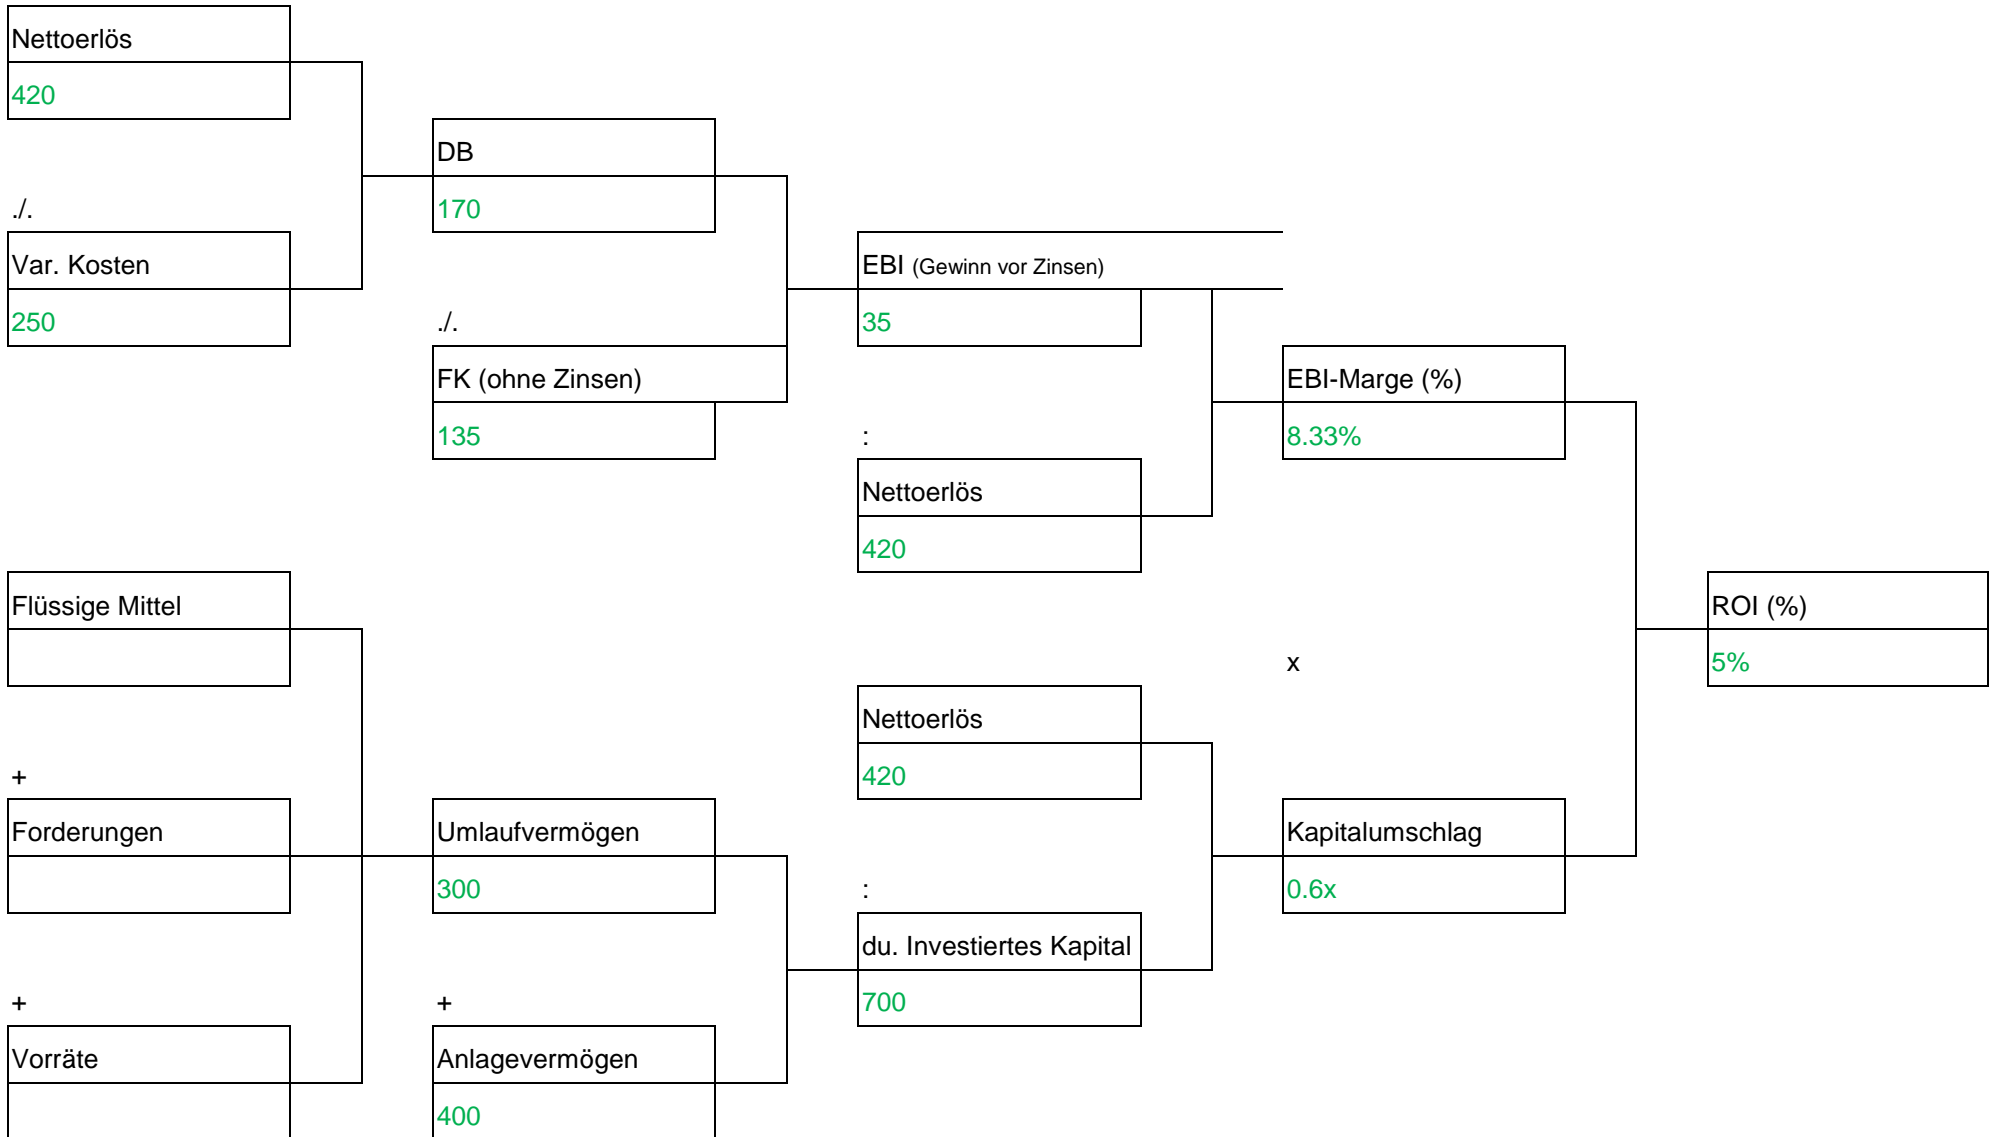 Nettoerlös
420
./.
Var. Kosten
250
DB
170
./.
FK (ohne Zinsen)
135
EBI (Gewinn vor Zinsen)
35
:
Nettoerlös
420
EBI-Marge (%)
8.33%
x
ROI (%)
5%
Flüssige Mittel
+
Forderungen
+
Vorräte
Umlaufvermögen
300
+
Anlagevermögen
400
Nettoerlös
420
:
du. Investiertes Kapital
700
Kapitalumschlag
0.6x